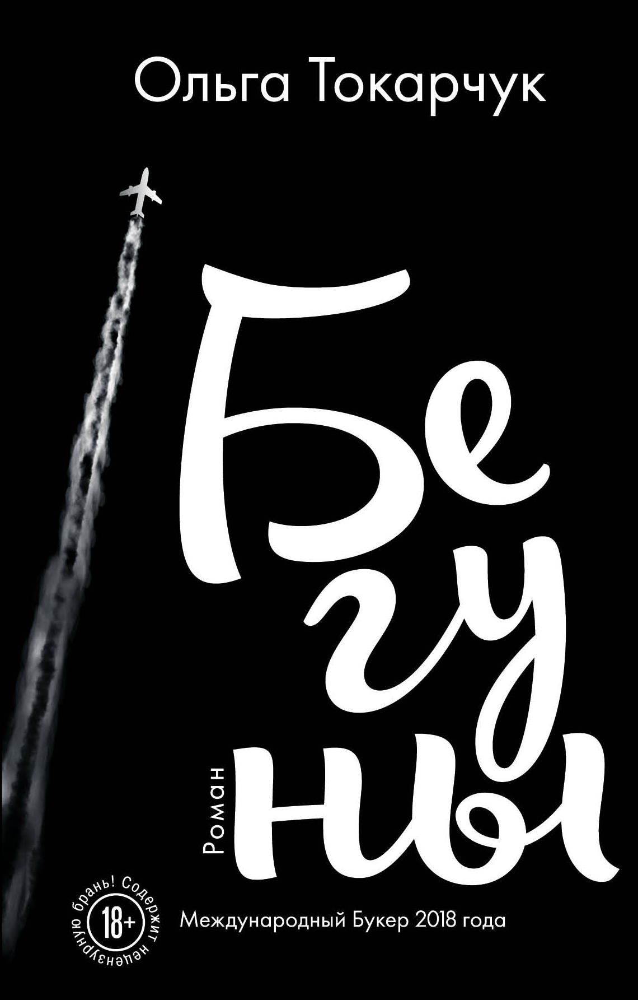 Ольга Токарчук
Бе
гу
ны
Роман
Содержит нецензурную брань!
18+
Международный Букер 2018 года